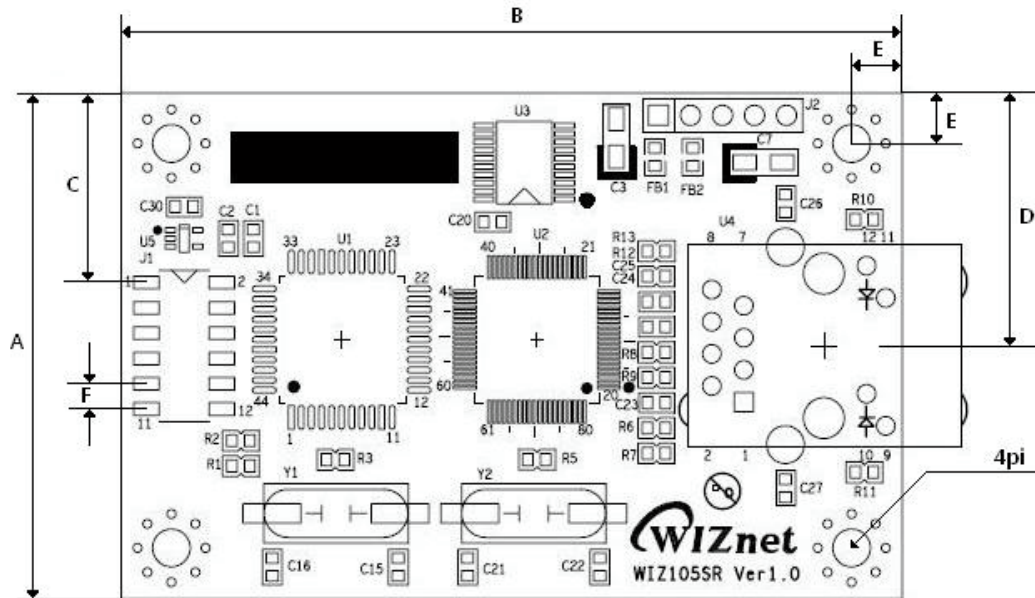 B
E
E
U3
J2
C7
C
C3
FB1
FB2
D
C30
C2
C1
C20
C26
R10
U5
J1
33
U1
23
40
U2
21
R13
R12
C25
C24
U4
8
7
12
11
1
2
34
22
41
A
R8
R9
F
60
20
44
12
C23
11
12
1
11
61
80
R6
R2
R1
R3
R5
R7
2
1
10
9
4pi
Y1
Y2
R11
C27
WIZnet
C16
C15
C21
C22
WIZ105SR Ver1.0